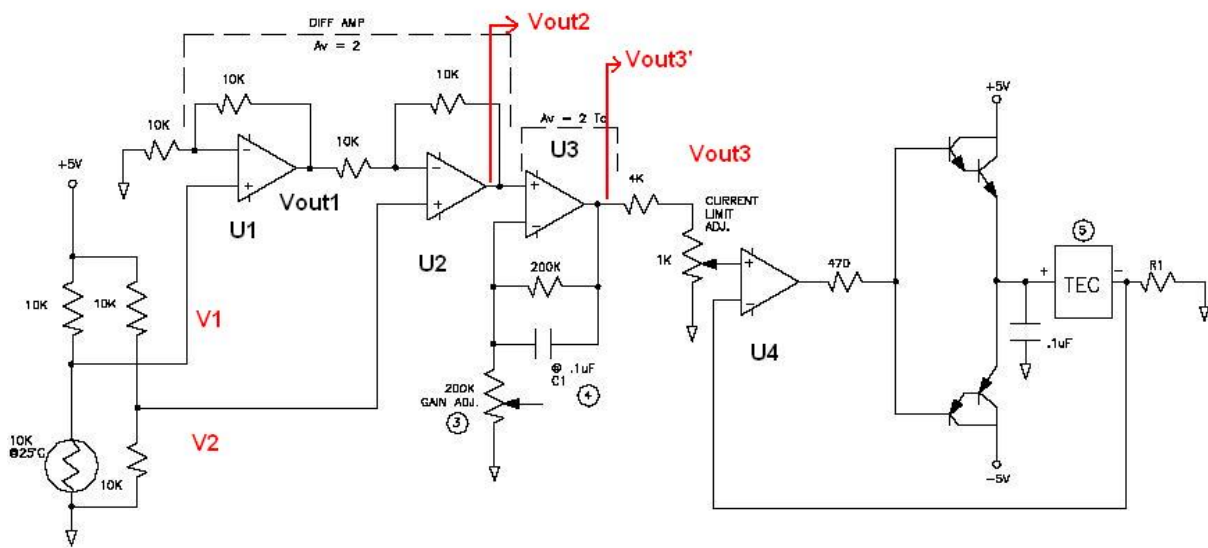 DIFF AMP
Av = 2
Vout2
Vout3'
10K
10K
Av = 2 To
+5V
10K
10K
U3
Vout3
+5V
4K
CURRENT
LIMIT
ADJ.
Vout1
U1
U2
1K
470
5
+
TEC
-
R1
200K
10K
10K
V1
U4
.1uF
@ .1uF
C1
4
200K
GAIN ADJ.
3
V2
10K
@25°C
10K
-5V